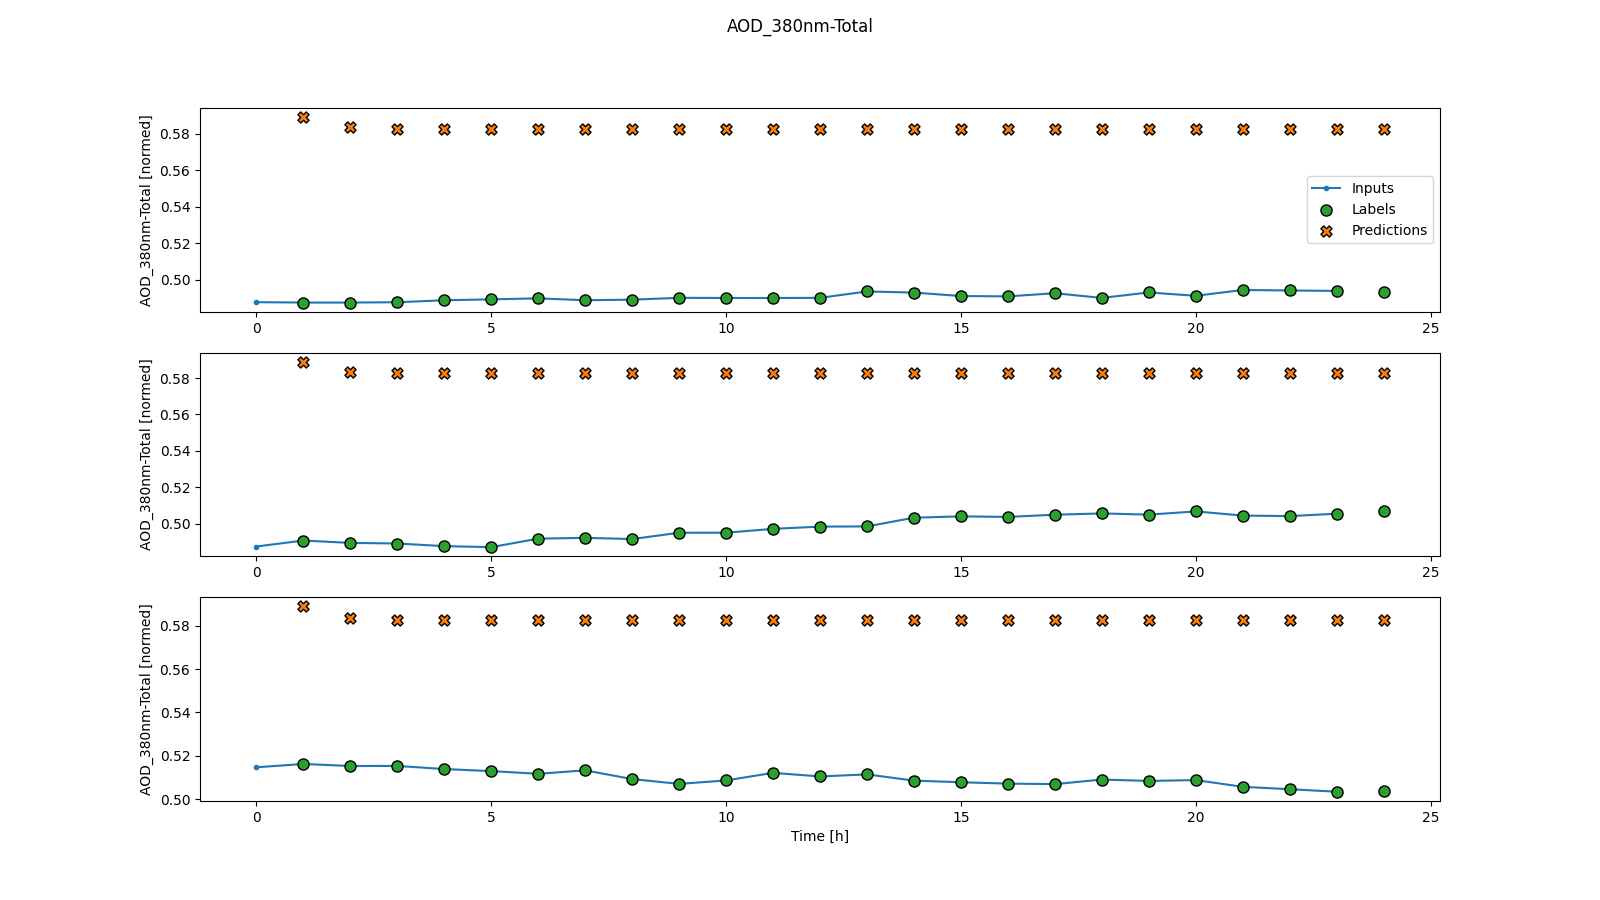 AOD_380nm-Total
AOD_380nm-Total [normed]
0.58
0.56
0.54
0.52
0.50
Inputs
Labels
Predictions
0 5 10 15 20 25
AOD_380nm-Total [normed]
0.58
0.56
0.54
0.52
0.50
0 5 10 15 20 25
AOD_380nm-Total [normed]
0.58
0.56
0.54
0.52
0.50
0 5 10 15 20 25
Time [h]